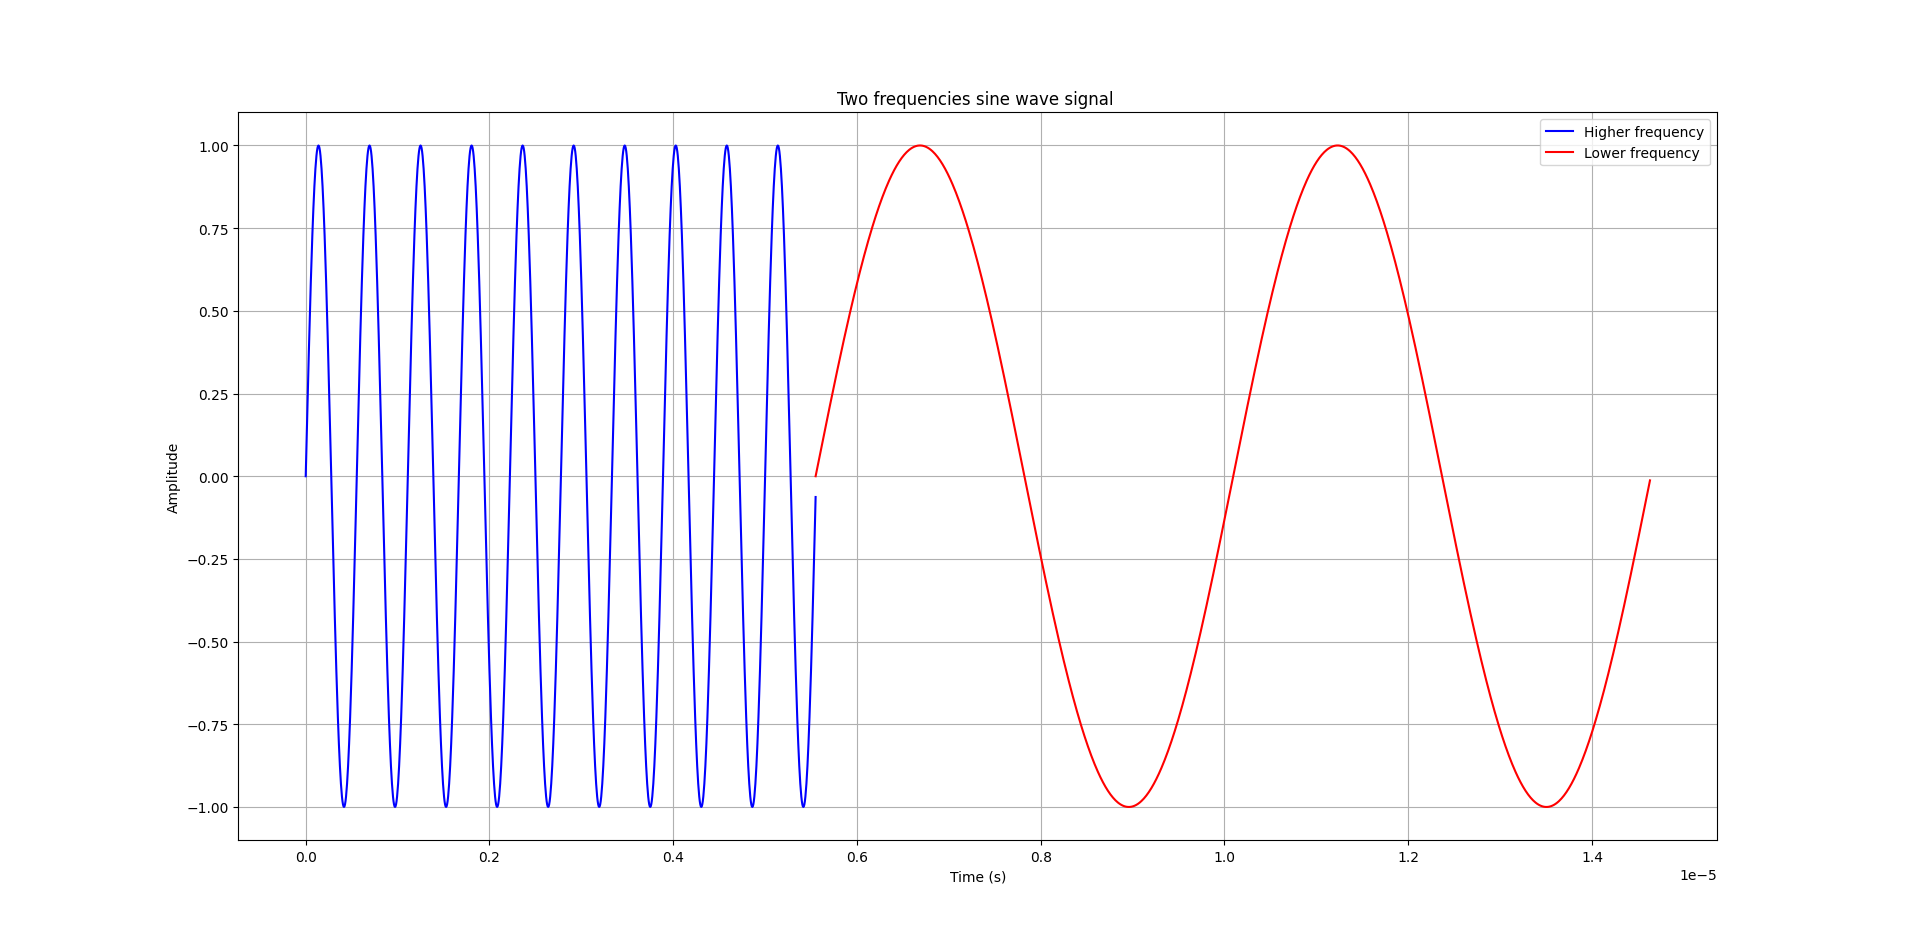 Two frequencies sine wave signal
Higher frequency
Lower frequency
1.00
0.75
0.50
0.25
0.00
−0.25
−0.50
−0.75
−1.00
Amplitude
0.0 0.2 0.4 0.6 0.8 1.0 1.2 1.4
Time (s)
1e−5